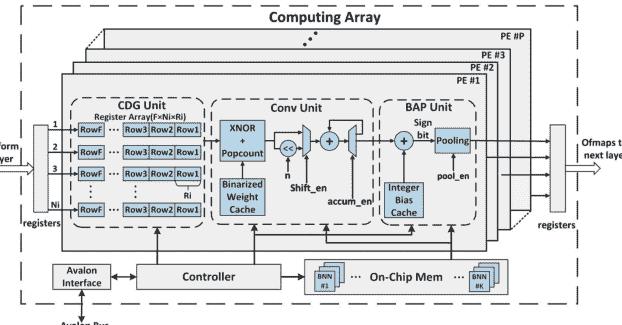 Computing Array
PE #P
PE #3
PE #2
PE #1
CDG Unit
Register Array(F×Ni×Ri)
1 RowF ··· Row3 Row2 Row1
2 RowF ··· Row3 Row2 Row1
3 RowF ··· Row3 Row2 Row1
Ri
Ni RowF ··· Row3 Row2 Row1
registers
Conv Unit
XNOR
+
Popcount
<<
+
Shift_en
accum_en
Binarized
Weight
Cache
BAP Unit
+
Sign
bit
Pooling
pool_en
Integer
Bias
Cache
registers
Ofmaps
next
Avalon
Interface
Controller
BNN
#1
···
On-Chip Mem
···
BNN
#K
Avalon Bus